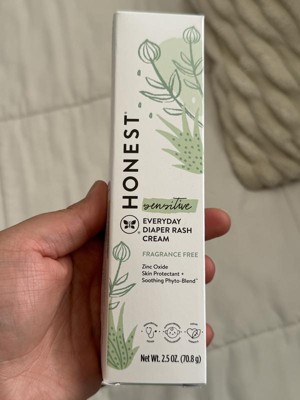 HONEST
sensitive
EVERYDAY
DIAPER RASH
CREAM
FRAGRANCE FREE
Zinc Oxide
Skin Protectant +
Soothing Phyto-Blend™
Net Wt. 2.5 OZ. (70.8 g)